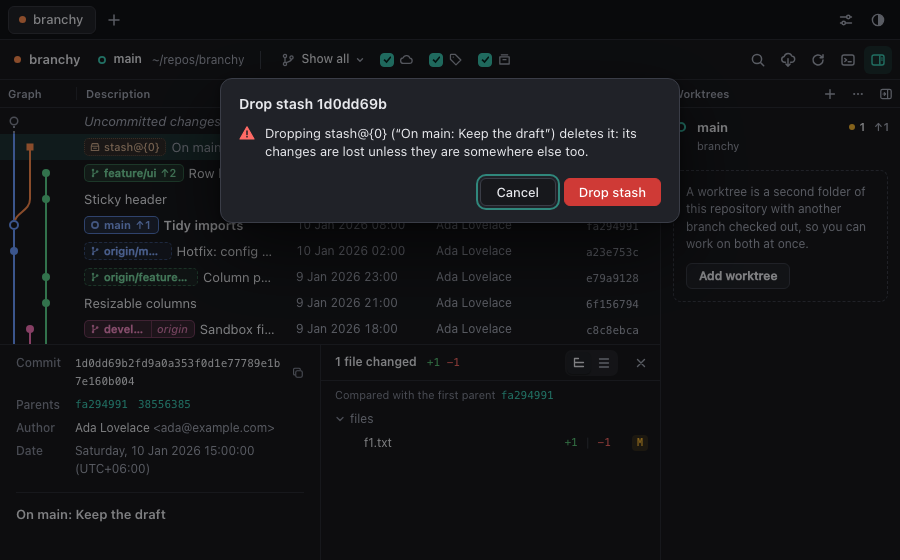 branchy
branchy main ~/repos/branchy Show all
Graph Description Worktrees
Uncommitted changes
stash@{0} On main
feature/ui ↑2 Row
Sticky header
main ↑1 Tidy imports 10 Jan 2026 08:00 Ada Lovelace fa294991
origin/m... Hotfix: config ... 10 Jan 2026 02:00 Ada Lovelace a23e753c
origin/feature... Column p... 9 Jan 2026 23:00 Ada Lovelace e79a9128
Resizable columns 9 Jan 2026 21:00 Ada Lovelace 6f156794
devel... origin Sandbox fi... 9 Jan 2026 18:00 Ada Lovelace c8c8ebca
Drop stash 1d0dd69b
Dropping stash@{0} (“On main: Keep the draft”) deletes it: its
changes are lost unless they are somewhere else too.
Cancel Drop stash
main 1 ↑1
branchy
A worktree is a second folder of
this repository with another
branch checked out, so you can
work on both at once.
Add worktree
Commit 1d0dd69b2fd9a0a353f0d1e77789e1b
7e160b004
Parents fa294991 38556385
Author Ada Lovelace <ada@example.com>
Date Saturday, 10 Jan 2026 15:00:00
(UTC+06:00)
On main: Keep the draft
1 file changed +1 −1
Compared with the first parent fa294991
files
f1.txt +1 −1 M